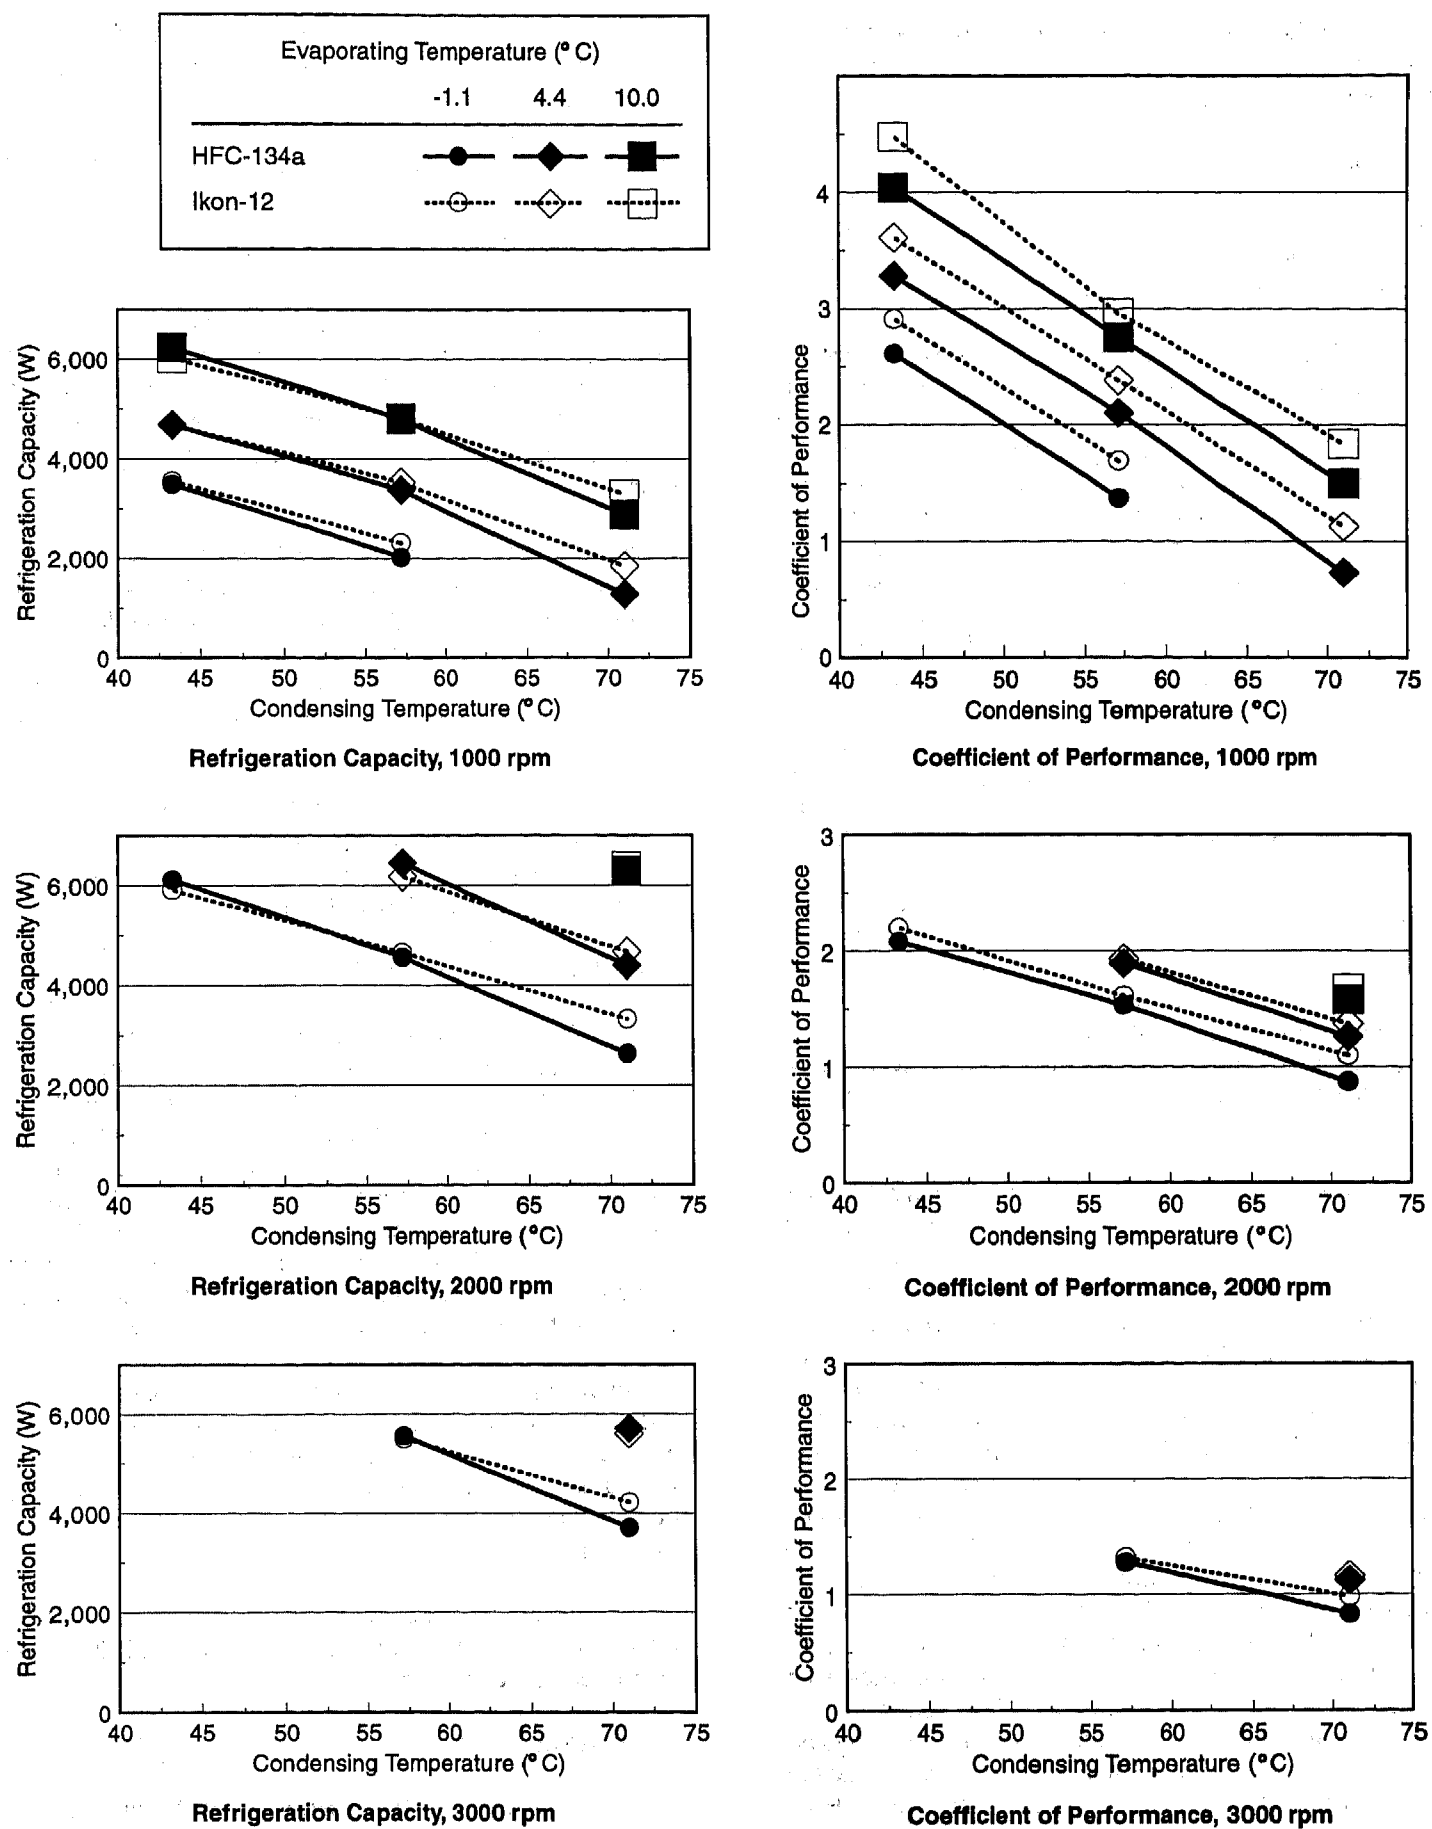 Evaporating Temperature (° C)
-1.1 4.4 10.0
HFC-134a
Ikon-12
Refrigeration Capacity (W)
6,000
4,000
2,000
0
40 45 50 55 60 65 70 75
Condensing Temperature (° C)
Refrigeration Capacity, 1000 rpm
Coefficient of Performance
4
3
2
1
0
40 45 50 55 60 65 70 75
Condensing Temperature (°C)
Coefficient of Performance, 1000 rpm
Refrigeration Capacity (W)
6,000
4,000
2,000
0
40 45 50 55 60 65 70 75
Condensing Temperature (°C)
Refrigeration Capacity, 2000 rpm
Coefficient of Performance
3
2
1
0
40 45 50 55 60 65 70 75
Condensing Temperature (°C)
Coefficient of Performance, 2000 rpm
Refrigeration Capacity (W)
6,000
4,000
2,000
0
40 45 50 55 60 65 70 75
Condensing Temperature (° C)
Refrigeration Capacity, 3000 rpm
Coefficient of Performance
3
2
1
0
40 45 50 55 60 65 70 75
Condensing Temperature (°C)
Coefficient of Performance, 3000 rpm